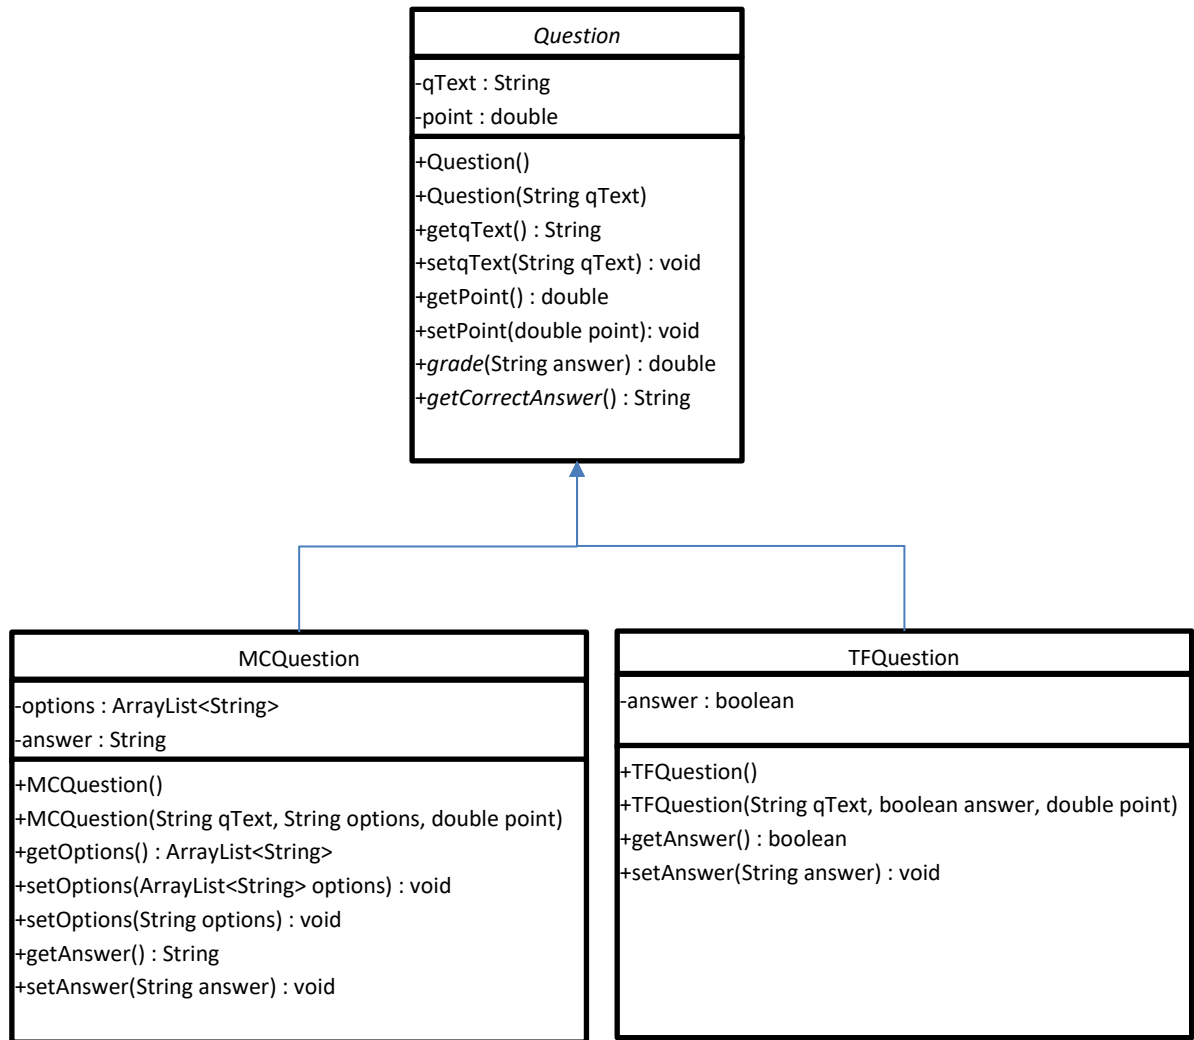 Question
-qText : String
-point : double
+Question()
+Question(String qText)
+getqText() : String
+setqText(String qText) : void
+getPoint() : double
+setPoint(double point): void
+grade(String answer) : double
+getCorrectAnswer() : String
MCQuestion
-options : ArrayList<String>
-answer : String
+MCQuestion()
+MCQuestion(String qText, String options, double point)
+getOptions() : ArrayList<String>
+setOptions(ArrayList<String> options) : void
+setOptions(String options) : void
+getAnswer() : String
+setAnswer(String answer) : void
TFQuestion
-answer : boolean
+TFQuestion()
+TFQuestion(String qText, boolean answer, double point)
+getAnswer() : boolean
+setAnswer(String answer) : void